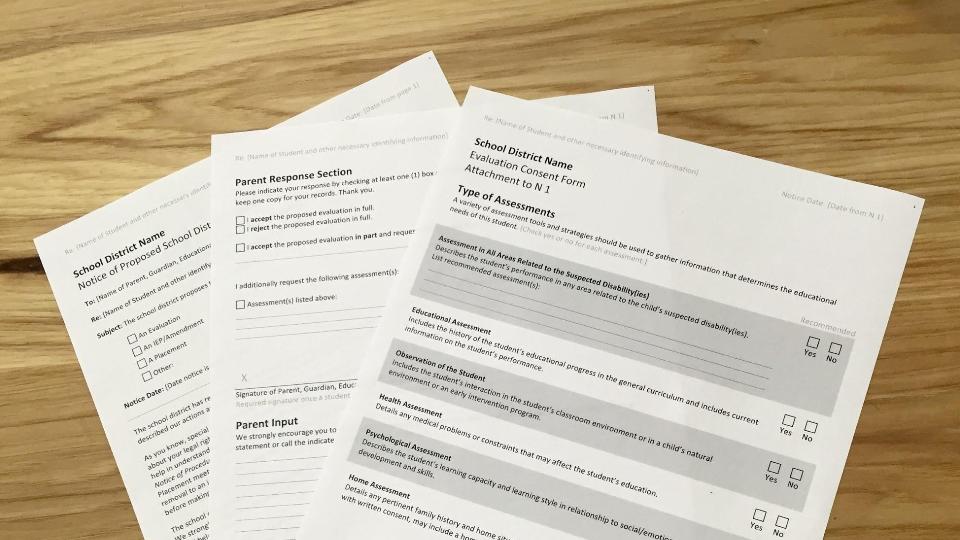 Re: [Name of Student and other necessary identi
Date: [Date from page 1]
School District Name
Notice of Proposed School Dist
To: [Name of Parent, Guardian, Education
Re: [Name of Student and other identify
Subject: The school district proposes
An Evaluation
An IEP/Amendment
A Placement
Other:
Notice Date: [Date notice is
The school district has re
described our actions a
As you know, special
about your legal righ
help in understand
Notice of Procedu
Placement meet
removal to an I
before making
The school
We strong
Re: [Name of Student and other necessary identifying information]
Parent Response Section
Please indicate your response by checking at least one (1) box
keep one copy for your records. Thank you.
I accept the proposed evaluation in full.
I reject the proposed evaluation in full.
I accept the proposed evaluation in part and reques
I additionally request the following assessment(s):
Assessment(s) listed above:
X
Signature of Parent, Guardian, Educ
Required signature once a student
Parent Input
We strongly encourage you to
statement or call the indicate
m N 1]
Re: [Name of Student and other necessary identifying information]
Notice Date: [Date from N 1]
School District Name
Evaluation Consent Form
Attachment to N 1
Type of Assessments
A variety of assessment tools and strategies should be used to gather information that determines the educational
needs of this student. [Check yes or no for each assessment.]
Recommended
Assessment in All Areas Related to the Suspected Disability(ies)
Describes the student's performance in any area related to the child's suspected disability(ies).
List recommended assessment(s):
Yes No
Educational Assessment
Includes the history of the student's educational progress in the general curriculum and includes current
information on the student's performance.
Yes No
Observation of the Student
Includes the student's interaction in the student's classroom environment or in a child's natural
environment or an early intervention program.
Yes No
Health Assessment
Details any medical problems or constraints that may affect the student's education.
Yes No
Psychological Assessment
Describes the student's learning capacity and learning style in relationship to social/emotion
development and skills.
Home Assessment
Details any pertinent family history and home sit
with written consent, may include a home